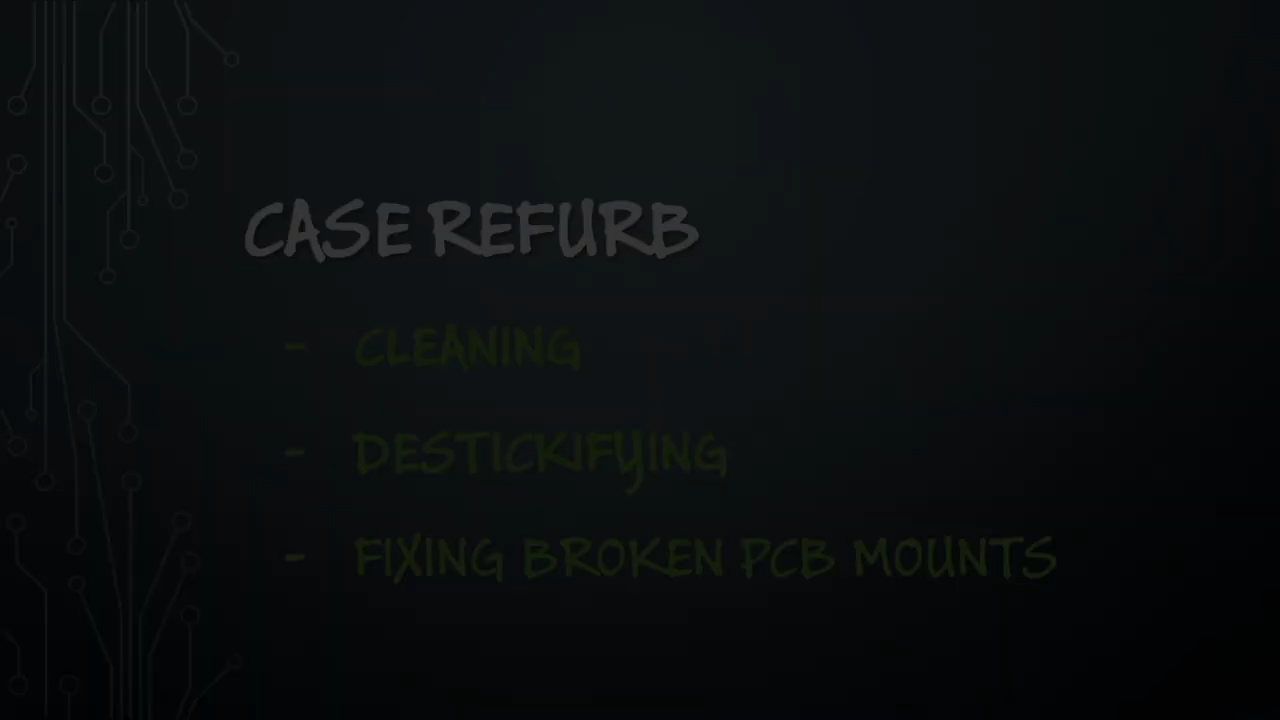 CASE REFURB
- CLEANING
- DESTICKIFYING
- FIXING BROKEN PCB MOUNTS